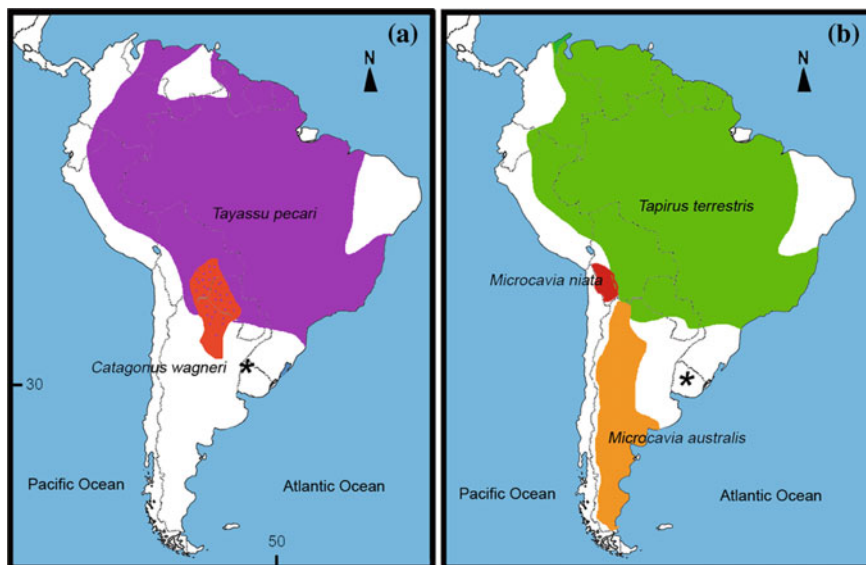 (a)
N
Tayassu pecari
Catagonus wagneri
*
30
Pacific Ocean
Atlantic Ocean
50
(b)
N
Tapirus terrestris
Microcavia niata
*
Microcavia australis
Pacific Ocean
Atlantic Ocean